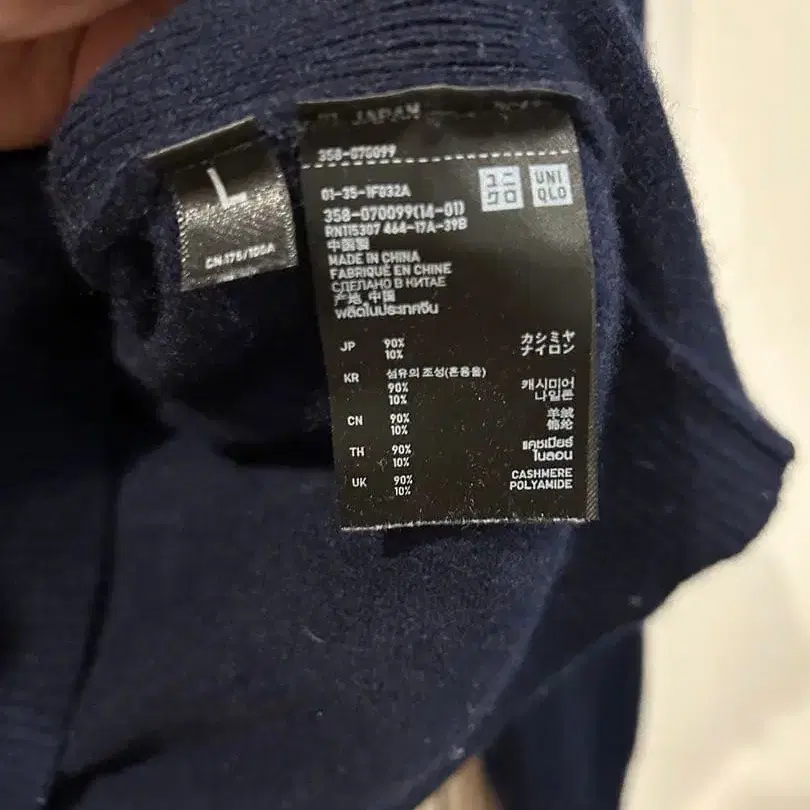 L
CN 175/100A
JAPAN
358-070099
01-35-1F032A
ユニ
クロ
UNI
QLO
358-070099(14-01)
RN115307 464-17A-39B
中国製
MADE IN CHINA
FABRIQUÉ EN CHINE
СДЕЛАНО В КИТАЕ
产地 中国
ผลิตในประเทศจีน
JP 90% カシミヤ
10% ナイロン
KR 섬유의 조성(혼용율)
90% 캐시미어
10% 나일론
CN 90% 羊绒
10% 锦纶
TH 90% แคชเมียร์
10% ไนลอน
UK 90% CASHMERE
10% POLYAMIDE